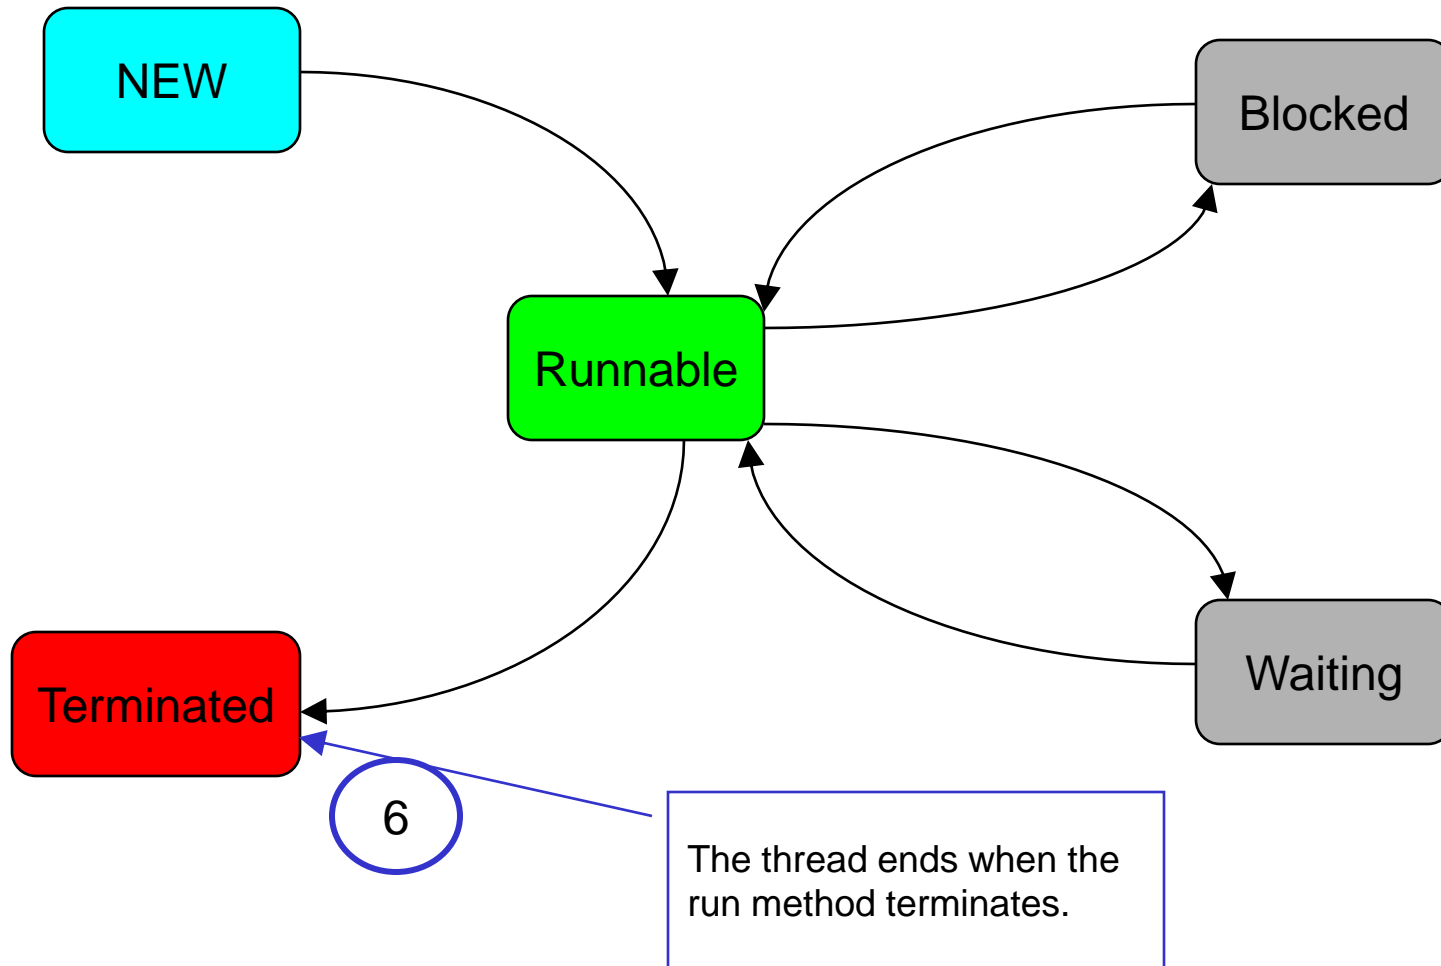 NEW
Blocked
Runnable
Waiting
Terminated
6
The thread ends when the
run method terminates.